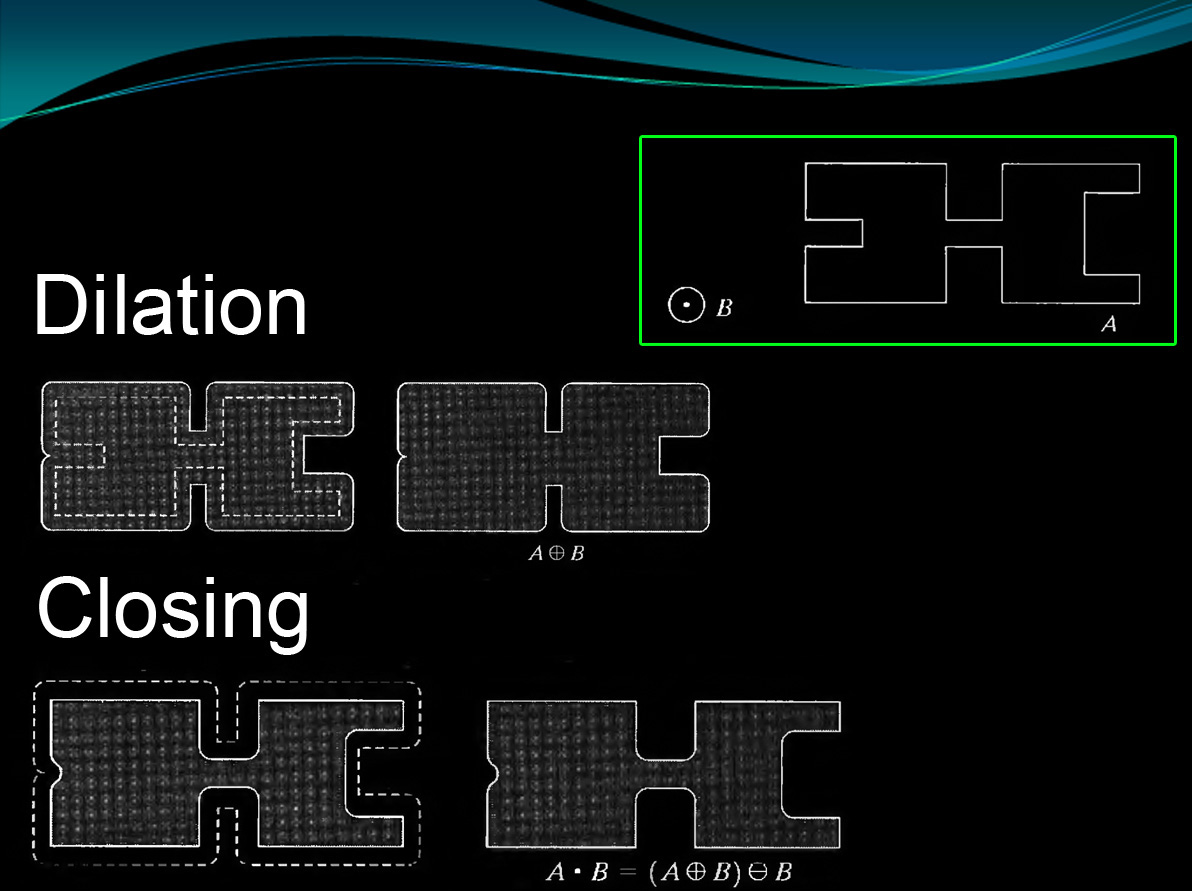 B
A
Dilation
A ⊕ B
Closing
A • B = (A ⊕ B) ⊖ B